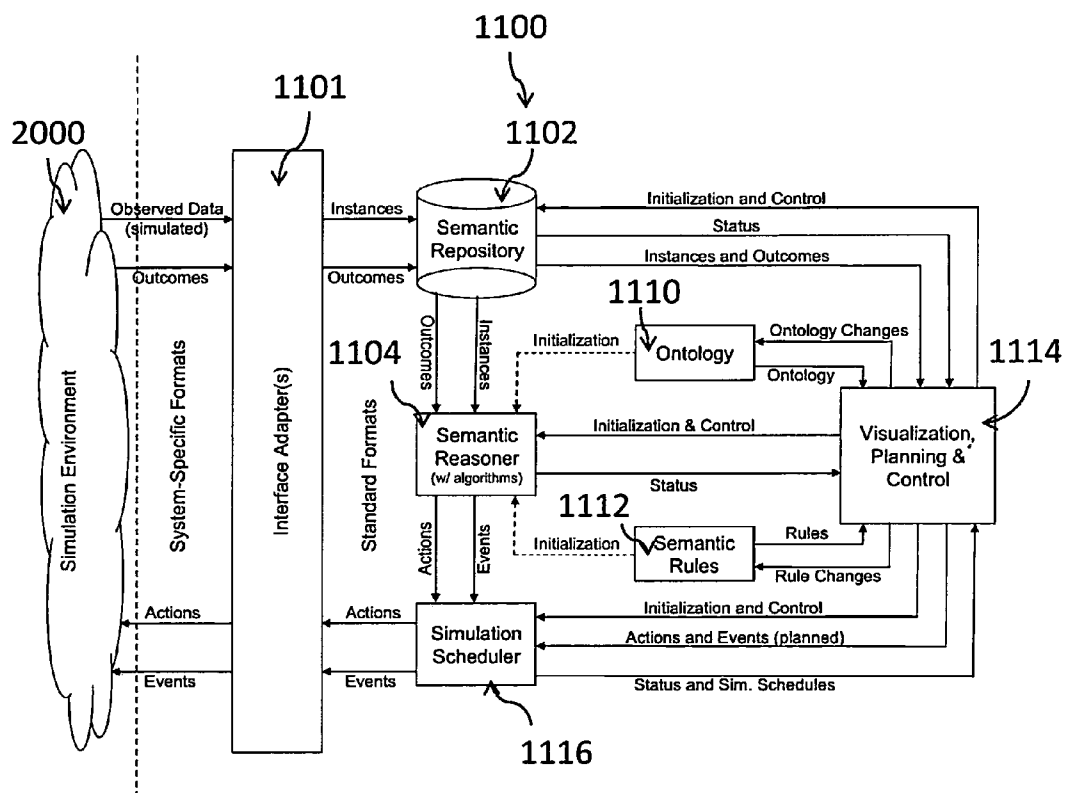 1100
1101
1102
2000
Observed Data
(simulated)
Instances
Semantic
Repository
Initialization and Control
Status
Instances and Outcomes
Outcomes
Outcomes
1110
Outcomes
Instances
Initialization
Ontology
Ontology Changes
Ontology
1104
1114
Simulation Environment
System-Specific Formats
Interface Adapter(s)
Standard Formats
Semantic
Reasoner
(w/ algorithms)
Initialization & Control
Status
Visualization,
Planning &
Control
1112
Initialization
Semantic
Rules
Rules
Rule Changes
Actions
Events
Actions
Actions
Simulation
Scheduler
Initialization and Control
Actions and Events (planned)
Status and Sim. Schedules
Events
Events
1116